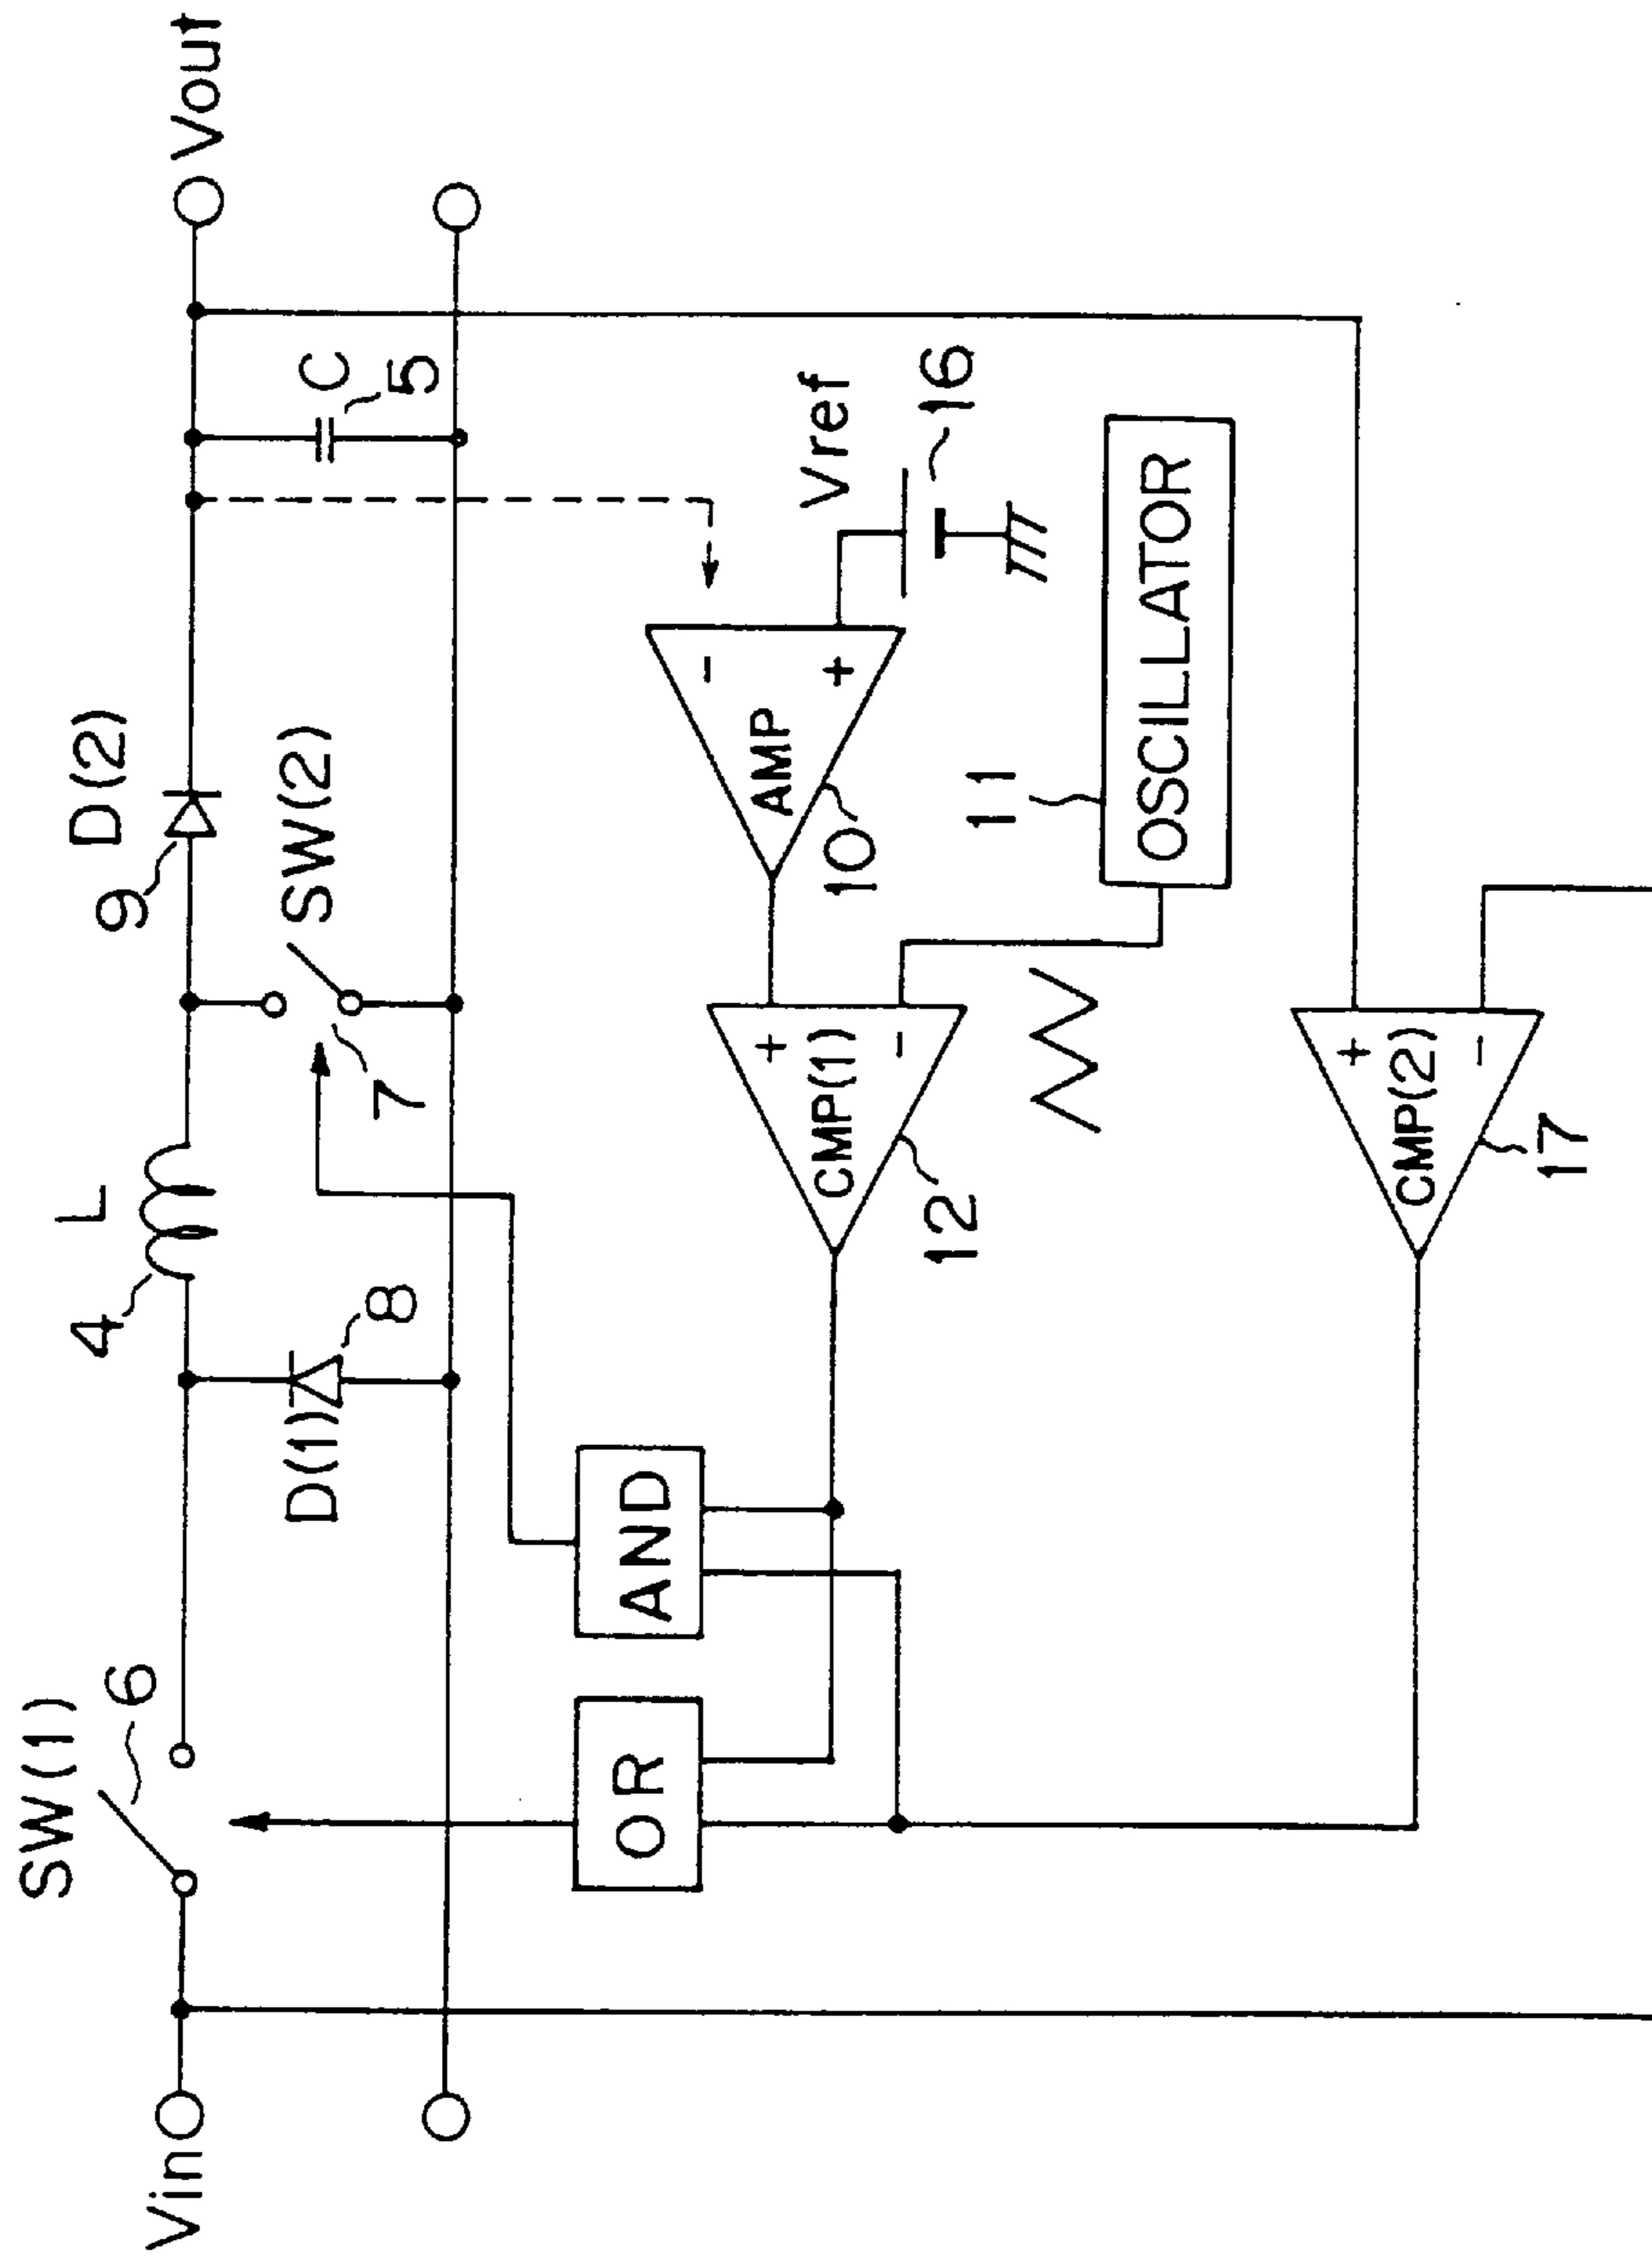 SW(1)
6
4
L
9
D(2)
Vin
Vout
D(1)
8
7
SW(2)
C
5
OR
AND
AMP
-
+
10
Vref
16
CMP(1)
+
-
12
11
OSCILLATOR
CMP(2)
+
-
17